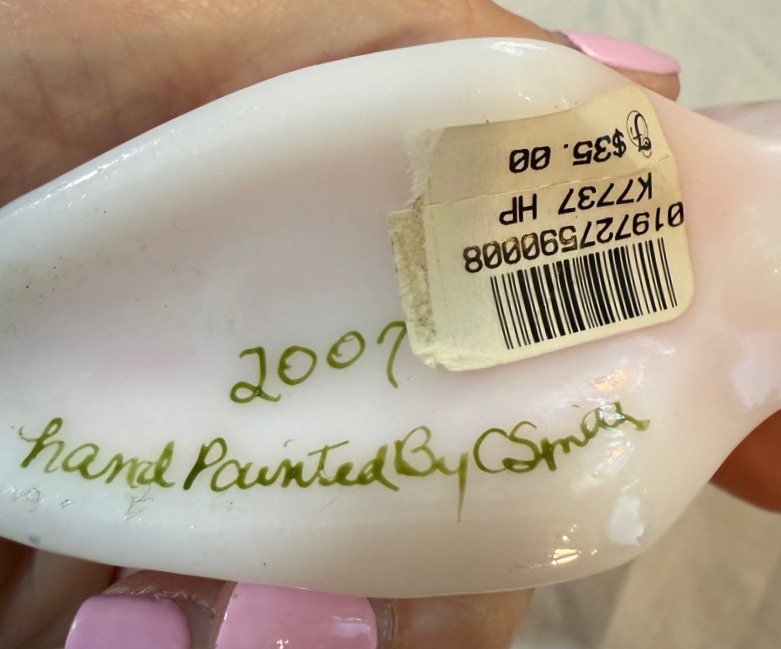 019727590008
K7737 HP
$35.00
2007
hand Painted By